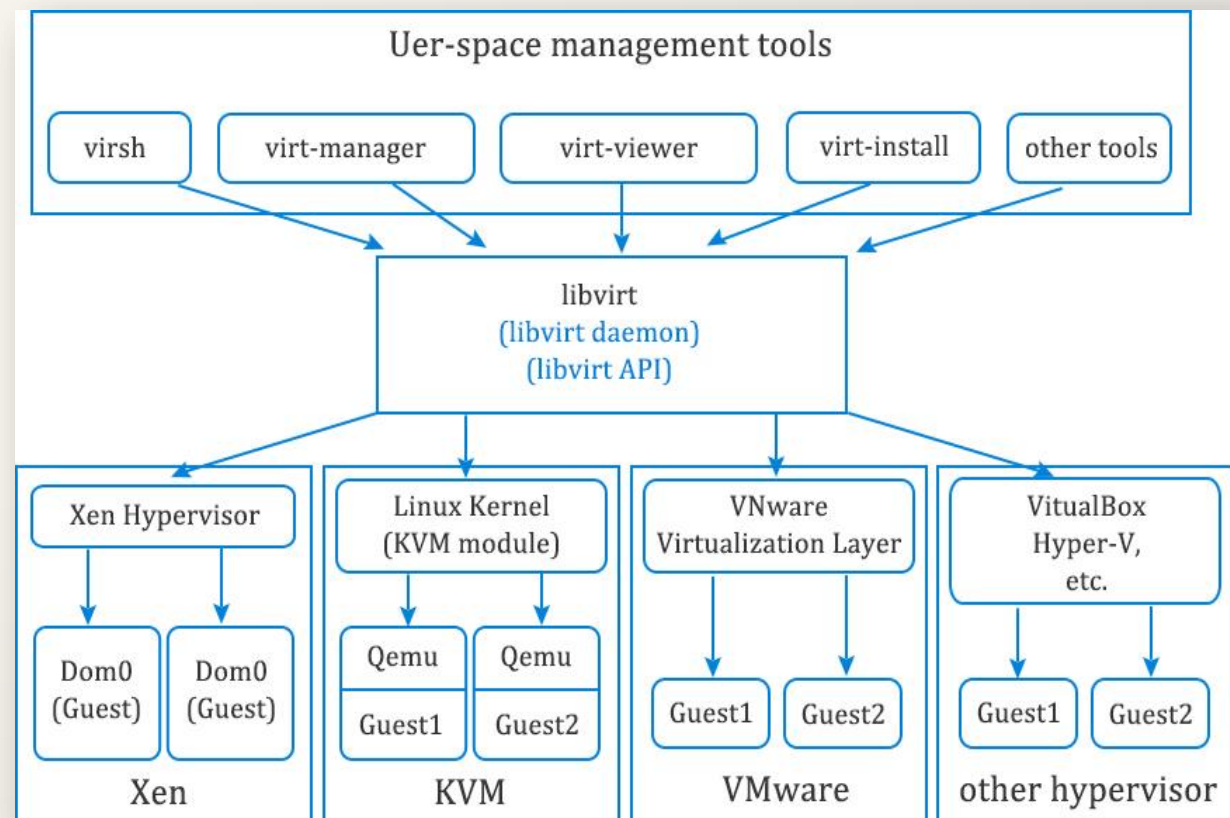 Uer-space management tools
virsh
virt-manager
virt-viewer
virt-install
other tools
libvirt
(libvirt daemon)
(libvirt API)
Xen Hypervisor
Dom0
(Guest)
Dom0
(Guest)
Xen
Linux Kernel
(KVM module)
Qemu
Guest1
Qemu
Guest2
KVM
VNware
Virtualization Layer
Guest1
Guest2
VMware
VitualBox
Hyper-V,
etc.
Guest1
Guest2
other hypervisor